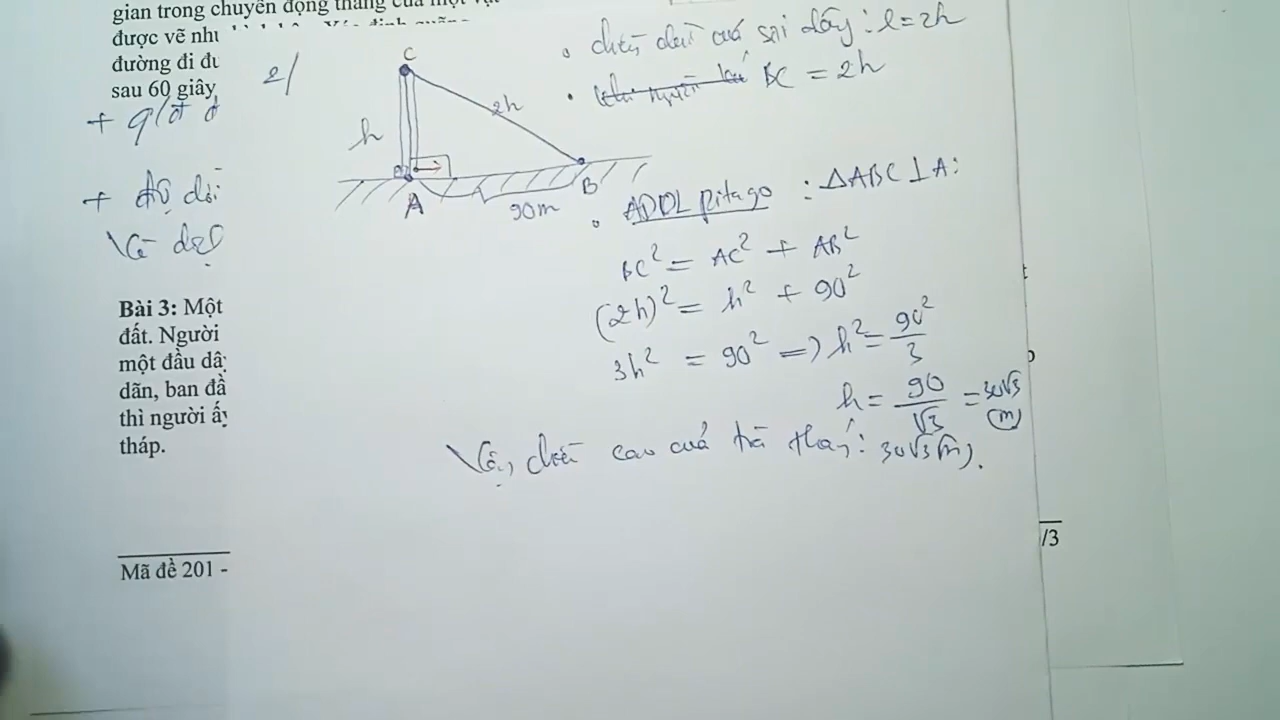 gian trong chuyển động thẳng của một vật
được vẽ như
đường đi đư
sau 60 giây,
+ q
+ Độ dài
Bài 3: Một
đất. Người
một đầu dây
dãn, ban đầ
thì người ấy
tháp.
Mã đề 201 -
2/
C
h
2h
A
B
90m
• chiều dài của sợi dây: l = 2h
• BC = 2h
• ADĐL Pitago : ΔABC ⊥ A:
BC² = AC² + AB²
(2h)² = h² + 90²
3h² = 90² => h² = 90²/3
h = 90/√3 = 30√3 (m)
Vậy chiều cao của toà tháp: 30√3 (m).
/3